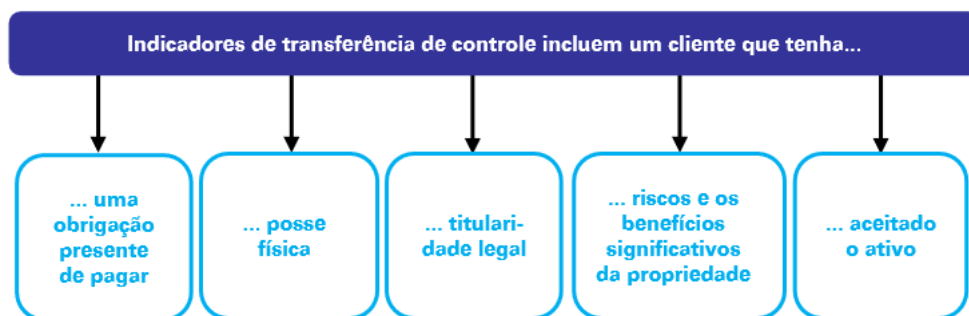 Indicadores de transferência de controle incluem um cliente que tenha...
... uma
obrigação
presente
de pagar
... posse
física
... titulari-
dade legal
... riscos e os
benefícios
significativos
da propriedade
... aceitado
o ativo